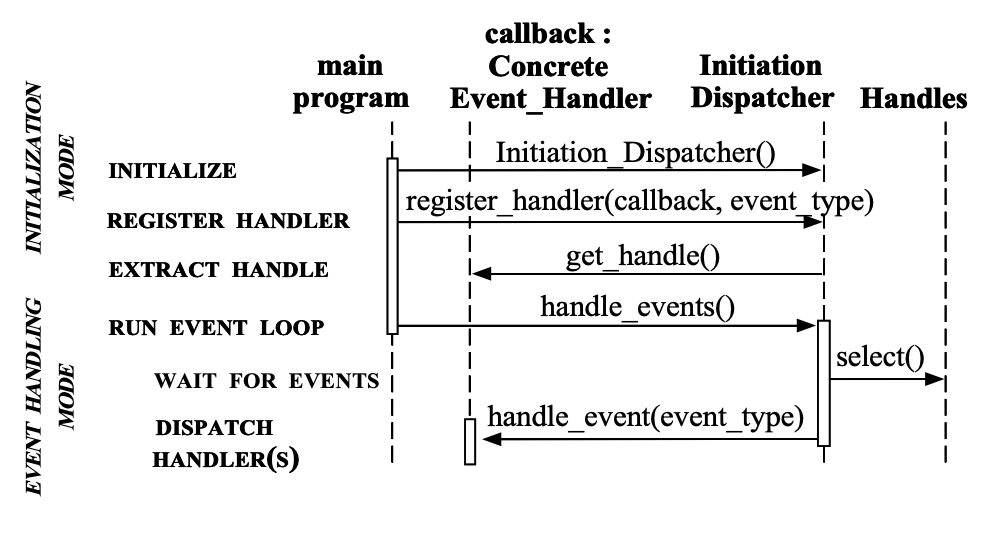 callback :
main Concrete Initiation
program Event_Handler Dispatcher Handles
INITIALIZATION
MODE
INITIALIZE Initiation_Dispatcher()
REGISTER HANDLER register_handler(callback, event_type)
EXTRACT HANDLE get_handle()
EVENT HANDLING
MODE
RUN EVENT LOOP handle_events()
WAIT FOR EVENTS select()
DISPATCH handle_event(event_type)
HANDLER(S)